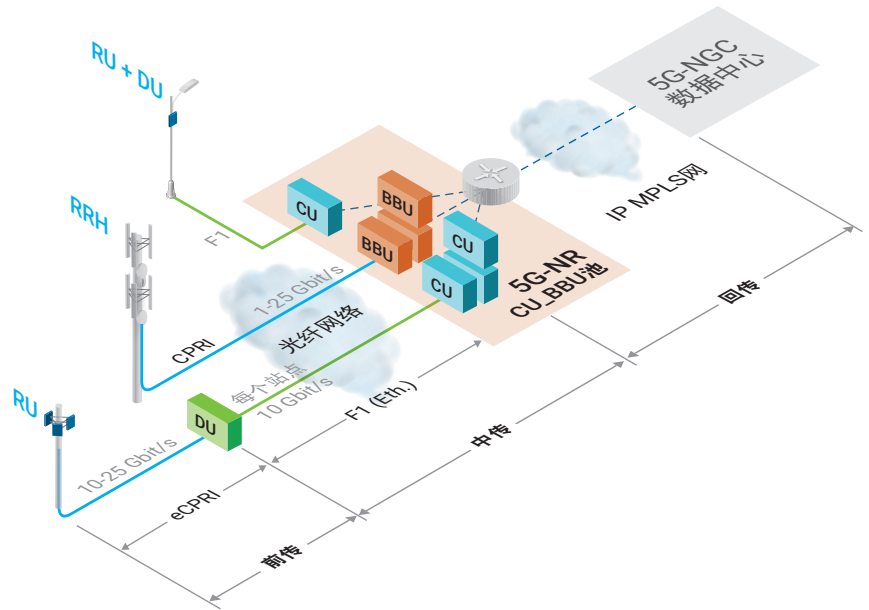 RU + DU
5G-NGC
数据中心
RRH
CU
BBU
F1
BBU
CU
CU
IP MPLS网
5G-NR
CU_BBU池
1-25 Gbit/s
光纤网络
CPRI
回传
每个站点
10 Gbit/s
F1 (Eth.)
RU
DU
中传
10-25 Gbit/s
eCPRI
前传